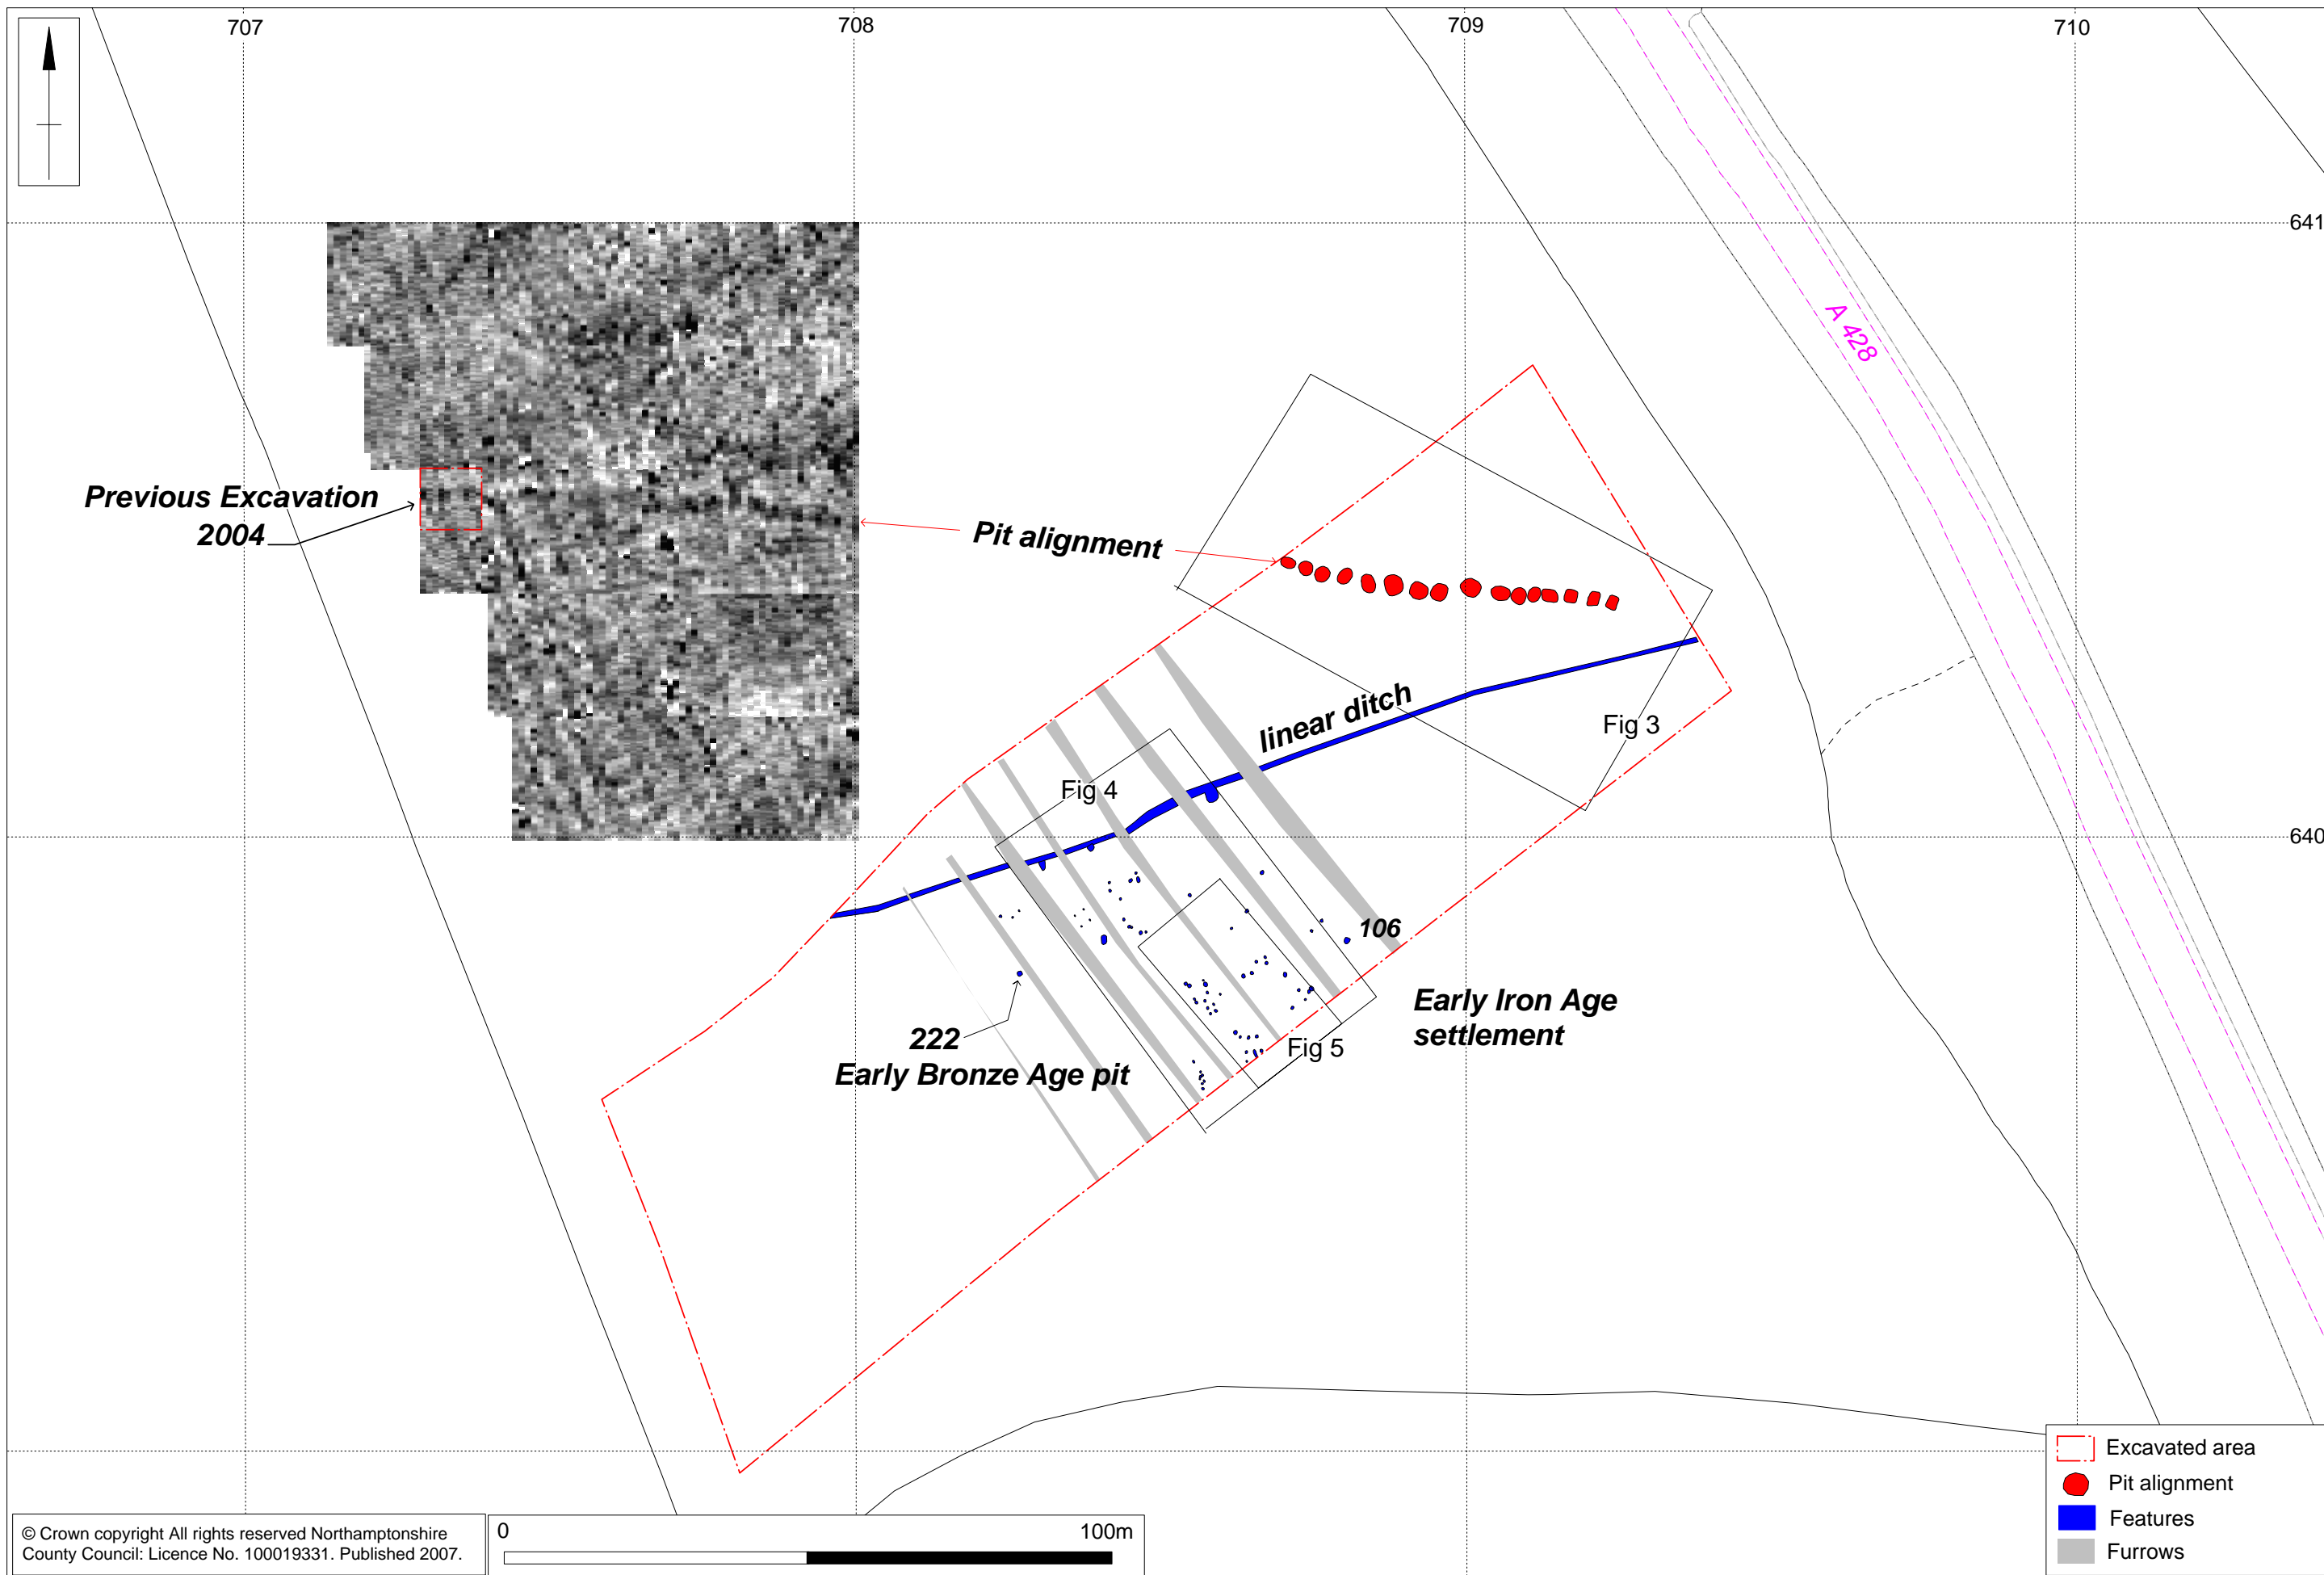 707
708
709
710
641
A 428
Previous Excavation
2004
Pit alignment
linear ditch
Fig 3
Fig 4
640
106
Early Iron Age
settlement
222
Early Bronze Age pit
Fig 5
Excavated area
Pit alignment
Features
Furrows
© Crown copyright All rights reserved Northamptonshire
County Council: Licence No. 100019331. Published 2007.
0
100m